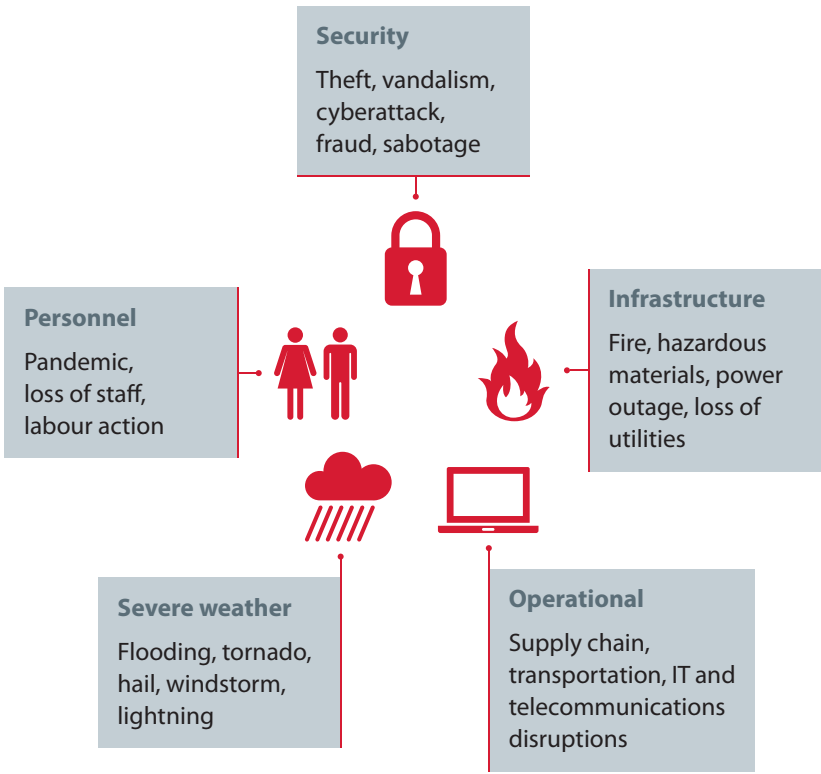 Security
Theft, vandalism,
cyberattack,
fraud, sabotage
Infrastructure
Fire, hazardous
materials, power
outage, loss of
utilities
Personnel
Pandemic,
loss of staff,
labour action
Severe weather
Flooding, tornado,
hail, windstorm,
lightning
Operational
Supply chain,
transportation, IT and
telecommunications
disruptions